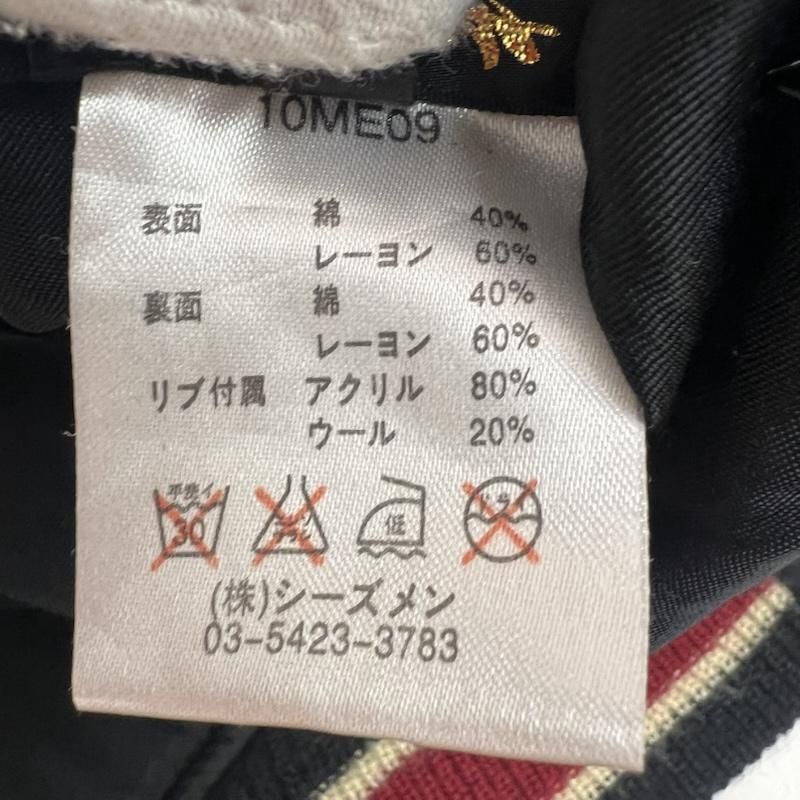 10ME09
表面 綿 40%
レーヨン 60%
裏面 綿 40%
レーヨン 60%
リブ付属 アクリル 80%
ウール 20%
30 低
(株)シーズメン
03-5423-3783